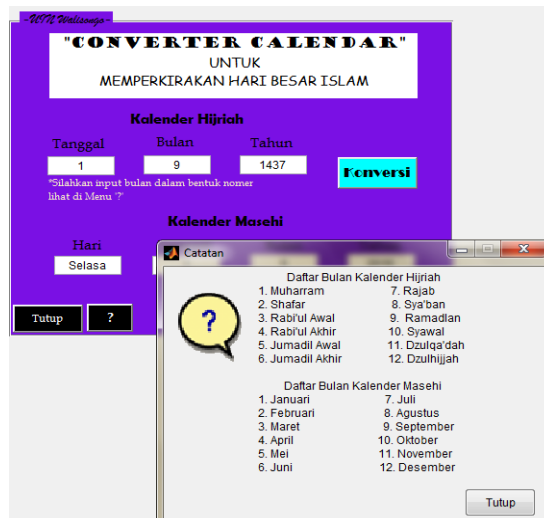 -UIN Walisongo-
"CONVERTER CALENDAR"
UNTUK
MEMPERKIRAKAN HARI BESAR ISLAM
Kalender Hijriah
Tanggal Bulan Tahun
1 9 1437
Konversi
*Silahkan input bulan dalam bentuk nomer
lihat di Menu '?'
Kalender Masehi
Hari
Selasa
Tutup ?
Catatan
Daftar Bulan Kalender Hijriah
1. Muharram 7. Rajab
2. Shafar 8. Sya'ban
3. Rabi'ul Awal 9. Ramadlan
4. Rabi'ul Akhir 10. Syawal
5. Jumadil Awal 11. Dzulqa'dah
6. Jumadil Akhir 12. Dzulhijjah
Daftar Bulan Kalender Masehi
1. Januari 7. Juli
2. Februari 8. Agustus
3. Maret 9. September
4. April 10. Oktober
5. Mei 11. November
6. Juni 12. Desember
?
Tutup